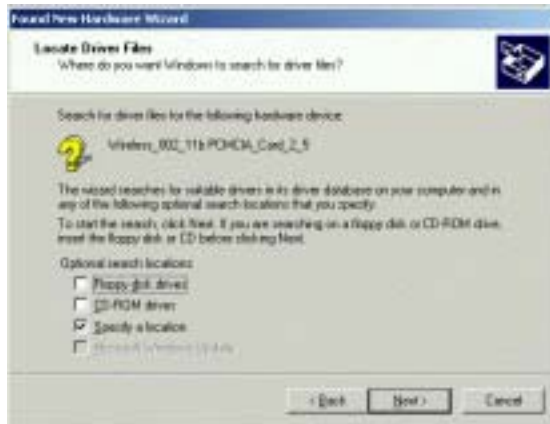 Found New Hardware Wizard
Locate Driver Files
Where do you want Windows to search for driver files?
Search for driver files for the following hardware device:
Wireless_802_11b PCMCIA_Card_2_5
The wizard searches for suitable drivers in its driver database on your computer and in
any of the following optional search locations that you specify.
To start the search, click Next. If you are searching on a floppy disk or CD-ROM drive,
insert the floppy disk or CD before clicking Next.
Optional search locations:
Floppy disk drives
CD-ROM drives
Specify a location
Microsoft Windows Update
< Back
Next >
Cancel